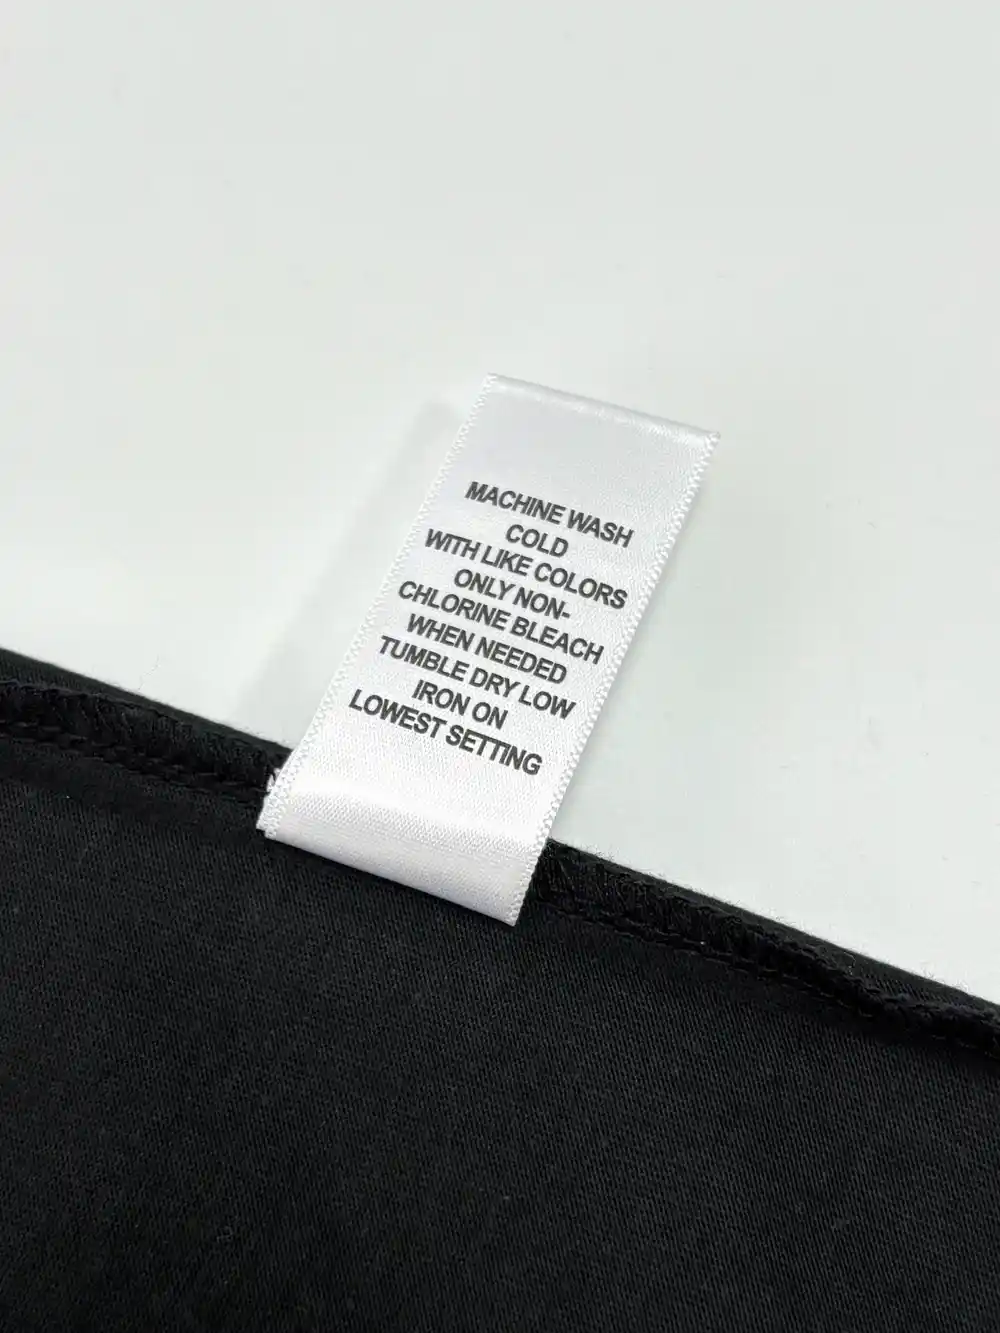 MACHINE WASH
COLD
WITH LIKE COLORS
ONLY NON-
CHLORINE BLEACH
WHEN NEEDED
TUMBLE DRY LOW
IRON ON
LOWEST SETTING